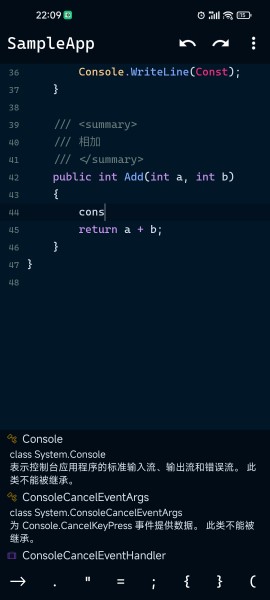 22:09
SampleApp
36 Console.WriteLine(Const);
37 }
38
39 /// <summary>
40 /// 相加
41 /// </summary>
42 public int Add(int a, int b)
43 {
44 cons
45 return a + b;
46 }
47 }
48
Console
class System.Console
表示控制台应用程序的标准输入流、输出流和错误流。 此
类不能被继承。
ConsoleCancelEventArgs
class System.ConsoleCancelEventArgs
为 Console.CancelKeyPress 事件提供数据。 此类不能被
继承。
ConsoleCancelEventHandler
→ . " = ; { } (